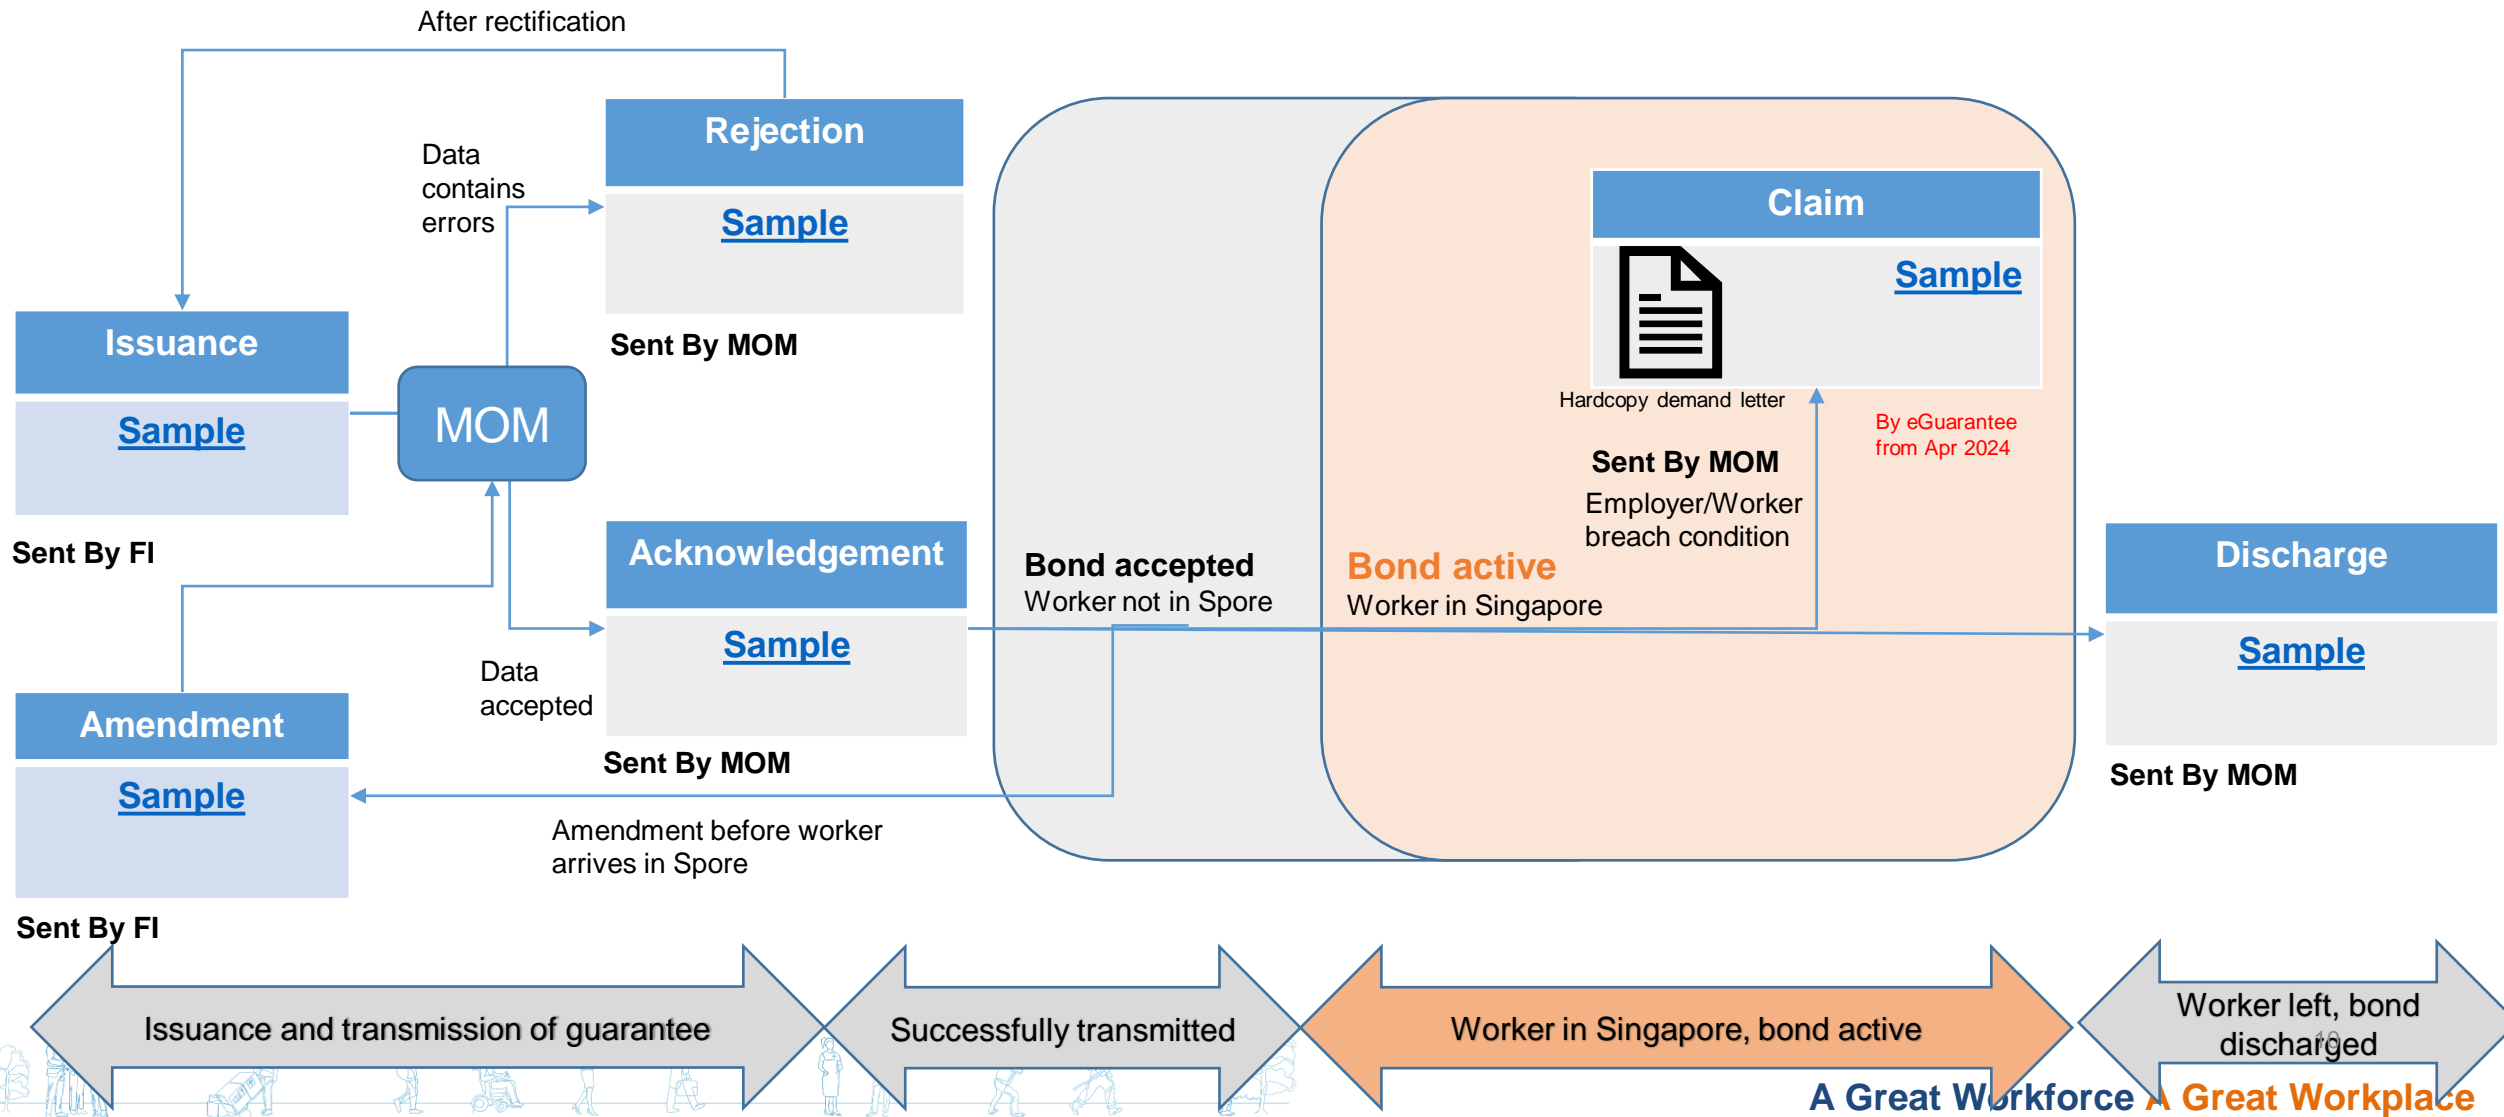 After rectification
Rejection
Data
contains
errors
Sample
Sent By MOM
Issuance
Sample
Sent By FI
MOM
Claim
Sample
Hardcopy demand letter
By eGuarantee
from Apr 2024
Sent By MOM
Employer/Worker
breach condition
Acknowledgement
Sample
Sent By MOM
Data
accepted
Bond accepted
Worker not in Spore
Bond active
Worker in Singapore
Discharge
Sample
Sent By MOM
Amendment
Sample
Sent By FI
Amendment before worker
arrives in Spore
Issuance and transmission of guarantee
Successfully transmitted
Worker in Singapore, bond active
Worker left, bond
discharged
10
A Great Workforce A Great Workplace